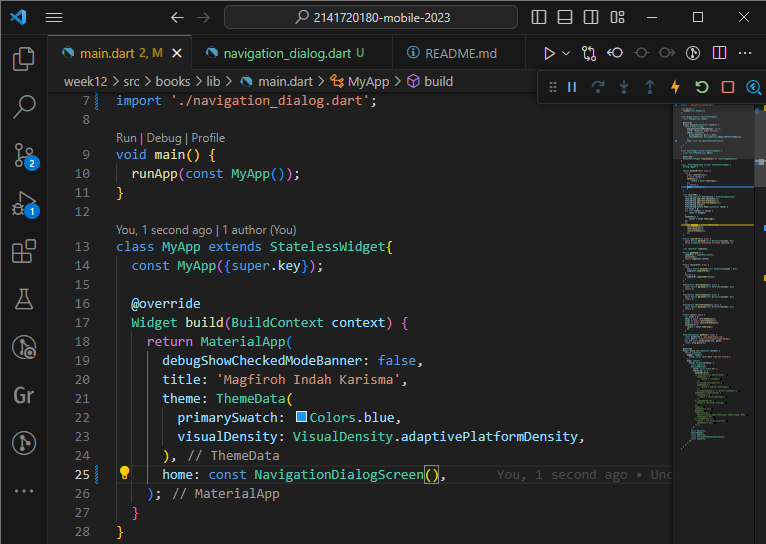 2141720180-mobile-2023
main.dart 2, M
navigation_dialog.dart U
README.md
week12 > src > books > lib > main.dart > MyApp > build
7 import './navigation_dialog.dart';
8
Run | Debug | Profile
9 void main() {
10 runApp(const MyApp());
11 }
12
You, 1 second ago | 1 author (You)
13 class MyApp extends StatelessWidget{
14 const MyApp({super.key});
15
16 @override
17 Widget build(BuildContext context) {
18 return MaterialApp(
19 debugShowCheckedModeBanner: false,
20 title: 'Magfiroh Indah Karisma',
21 theme: ThemeData(
22 primarySwatch: Colors.blue,
23 visualDensity: VisualDensity.adaptivePlatformDensity,
24 ), // ThemeData
25 home: const NavigationDialogScreen(), You, 1 second ago • Unc
26 ); // MaterialApp
27 }
28 }
2
1
Gr